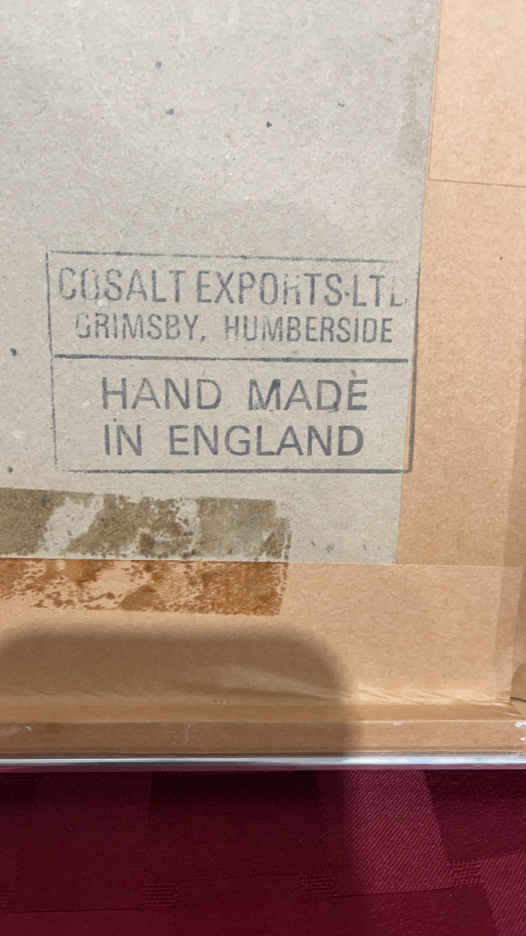 COSALT EXPORTS·LTD
GRIMSBY, HUMBERSIDE
HAND MADE
IN ENGLAND